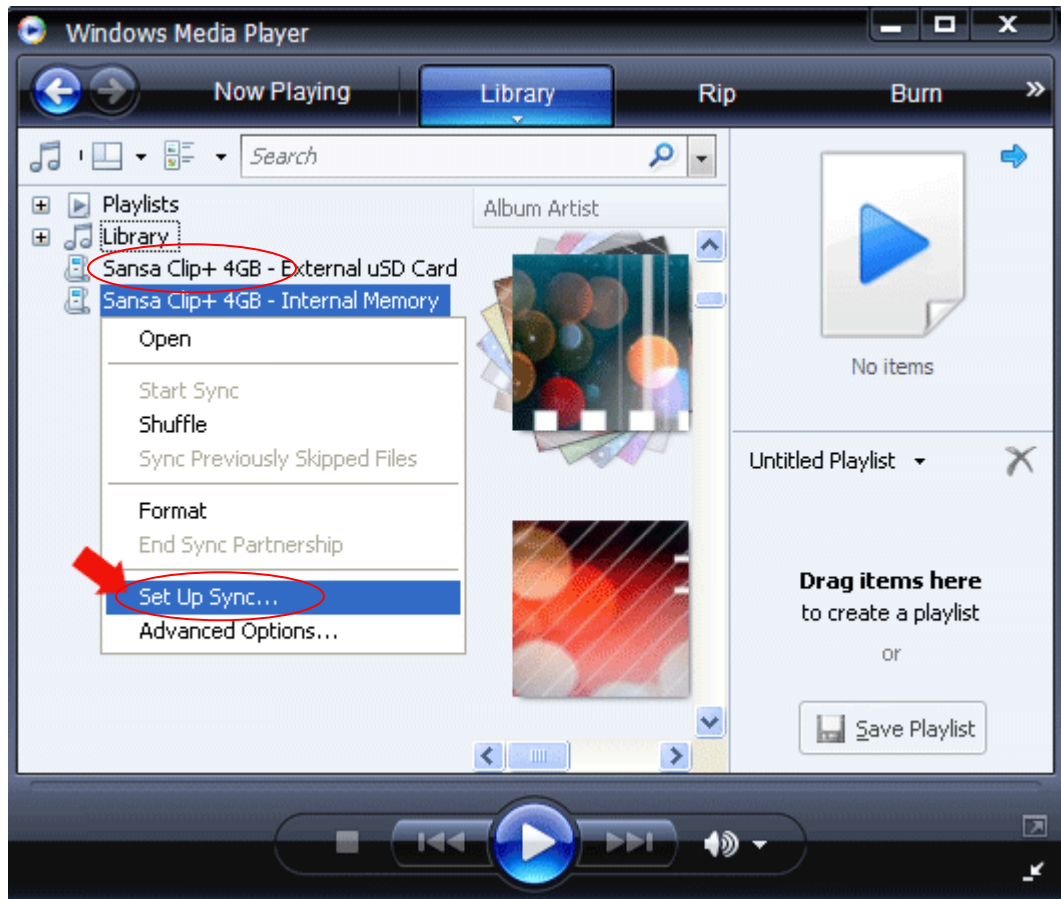 Windows Media Player
Now Playing
Library
Rip
Burn
»
Search
Playlists
Library
Sansa Clip+ 4GB - External uSD Card
Sansa Clip+ 4GB - Internal Memory
Open
Start Sync
Shuffle
Sync Previously Skipped Files
Format
End Sync Partnership
Set Up Sync...
Advanced Options...
Album Artist
No items
Untitled Playlist
Drag items here
to create a playlist
or
Save Playlist